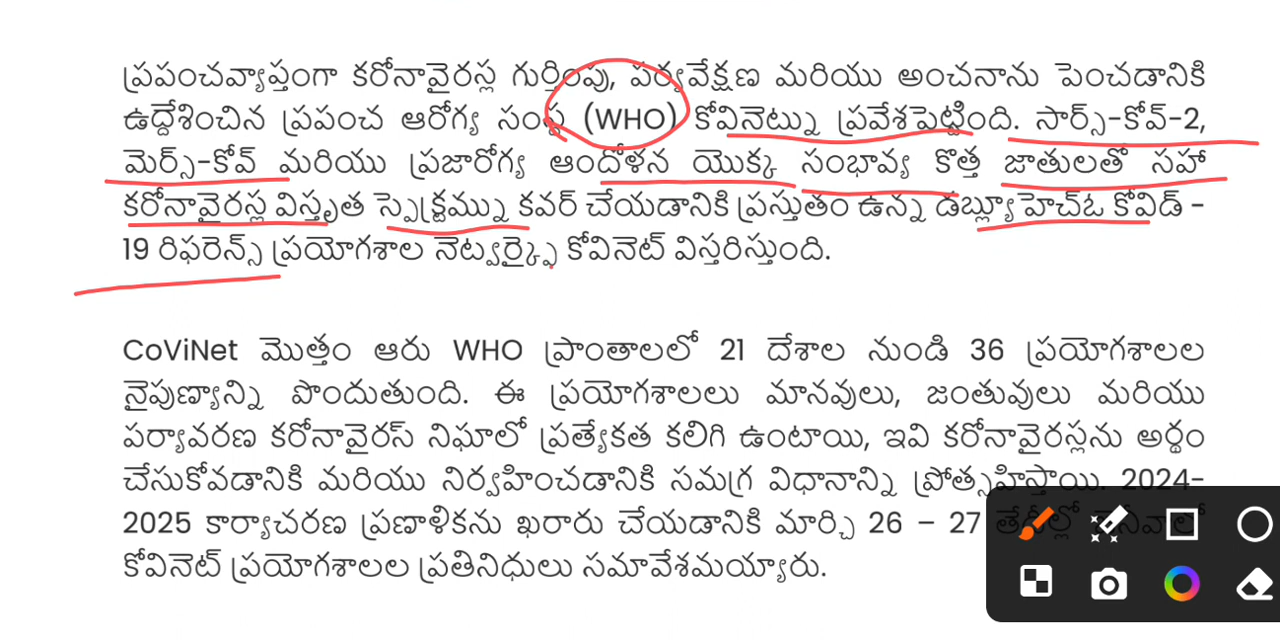 ప్రపంచవ్యాప్తంగా కరోనావైరస్ల గుర్తింపు, పర్యవేక్షణ మరియు అంచనాను పెంచడానికి
ఉద్దేశించిన ప్రపంచ ఆరోగ్య సంస్థ (WHO) కోవినెట్ను ప్రవేశపెట్టింది. సార్స్-కోవ్-2,
మెర్స్-కోవ్ మరియు ప్రజారోగ్య ఆందోళన యొక్క సంభావ్య కొత్త జాతులతో సహా
కరోనావైరస్ల విస్తృత స్పెక్ట్రమ్ను కవర్ చేయడానికి ప్రస్తుతం ఉన్న డబ్ల్యూహెచ్ఓ కోవిడ్ -
19 రిఫరెన్స్ ప్రయోగశాల నెట్వర్క్పై కోవినెట్ విస్తరిస్తుంది.
CoViNet మొత్తం ఆరు WHO ప్రాంతాలలో 21 దేశాల నుండి 36 ప్రయోగశాలల
నైపుణ్యాన్ని పొందుతుంది. ఈ ప్రయోగశాలలు మానవులు, జంతువులు మరియు
పర్యావరణ కరోనావైరస్ నిఘాలో ప్రత్యేకత కలిగి ఉంటాయి, ఇవి కరోనావైరస్లను అర్థం
చేసుకోవడానికి మరియు నిర్వహించడానికి సమగ్ర విధానాన్ని ప్రోత్సహిస్తాయి. 2024-
2025 కార్యాచరణ ప్రణాళికను ఖరారు చేయడానికి మార్చి 26 – 27
కోవినెట్ ప్రయోగశాలల ప్రతినిధులు సమావేశమయ్యారు.